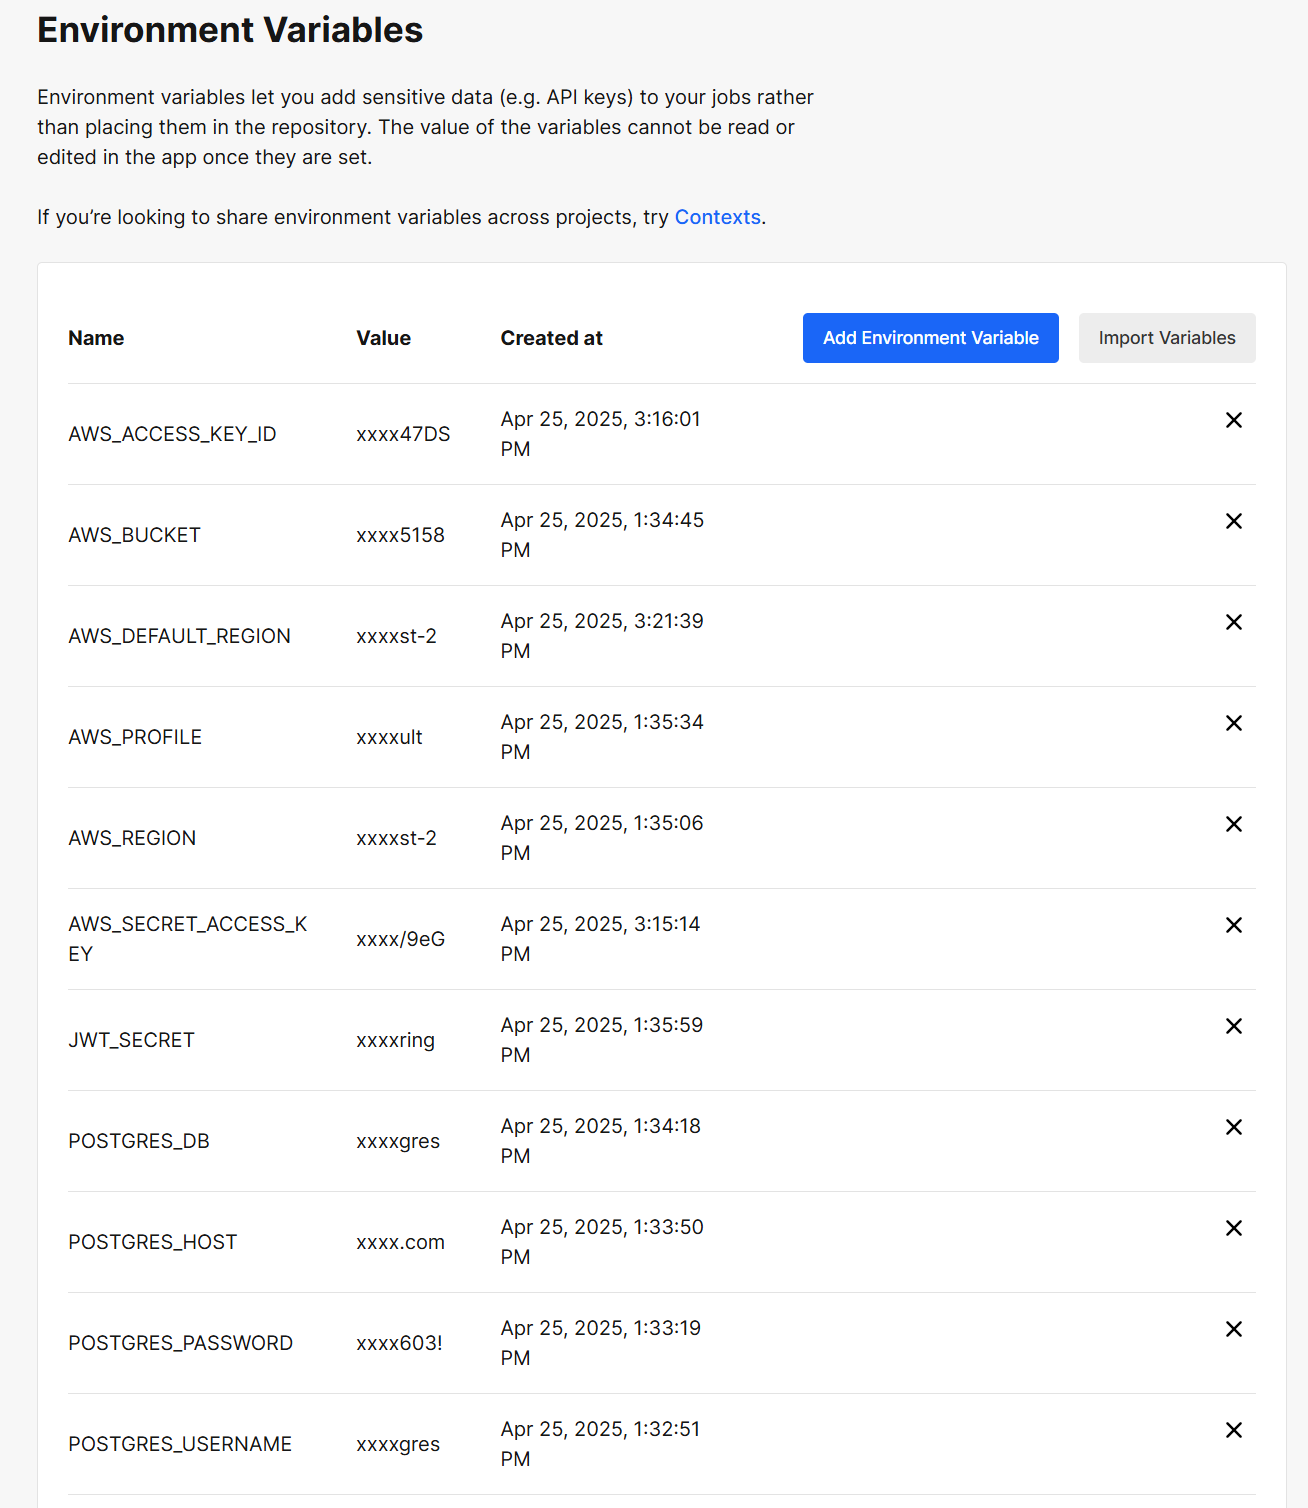 Environment Variables
Environment variables let you add sensitive data (e.g. API keys) to your jobs rather
than placing them in the repository. The value of the variables cannot be read or
edited in the app once they are set.
If you’re looking to share environment variables across projects, try Contexts.
Name Value Created at Add Environment Variable Import Variables
AWS_ACCESS_KEY_ID xxxx47DS Apr 25, 2025, 3:16:01
PM
AWS_BUCKET xxxx5158 Apr 25, 2025, 1:34:45
PM
AWS_DEFAULT_REGION xxxxst-2 Apr 25, 2025, 3:21:39
PM
AWS_PROFILE xxxxult Apr 25, 2025, 1:35:34
PM
AWS_REGION xxxxst-2 Apr 25, 2025, 1:35:06
PM
AWS_SECRET_ACCESS_K
EY xxxx/9eG Apr 25, 2025, 3:15:14
PM
JWT_SECRET xxxxring Apr 25, 2025, 1:35:59
PM
POSTGRES_DB xxxxgres Apr 25, 2025, 1:34:18
PM
POSTGRES_HOST xxxx.com Apr 25, 2025, 1:33:50
PM
POSTGRES_PASSWORD xxxx603! Apr 25, 2025, 1:33:19
PM
POSTGRES_USERNAME xxxxgres Apr 25, 2025, 1:32:51
PM